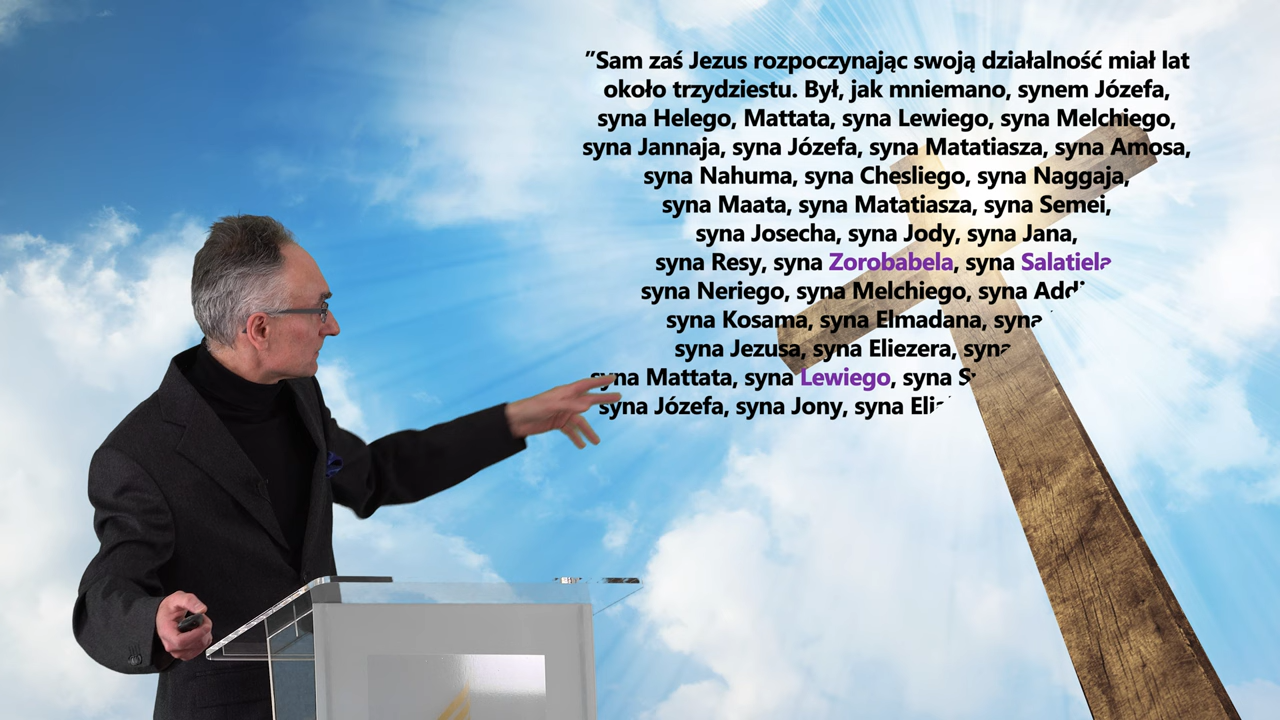 ”Sam zaś Jezus rozpoczynając swoją działalność miał lat
około trzydziestu. Był, jak mniemano, synem Józefa,
syna Helego, Mattata, syna Lewiego, syna Melchiego,
syna Jannaja, syna Józefa, syna Matatiasza, syna Amosa,
syna Nahuma, syna Chesliego, syna Naggaja,
syna Maata, syna Matatiasza, syna Semei,
syna Josecha, syna Jody, syna Jana,
syna Resy, syna Zorobabela, syna Salatiela
syna Neriego, syna Melchiego, syna
syna Kosama, syna Elmadana, syna
syna Jezusa, syna Eliezera, syna
syna Mattata, syna Lewiego, syna
syna Józefa, syna Jony, syna